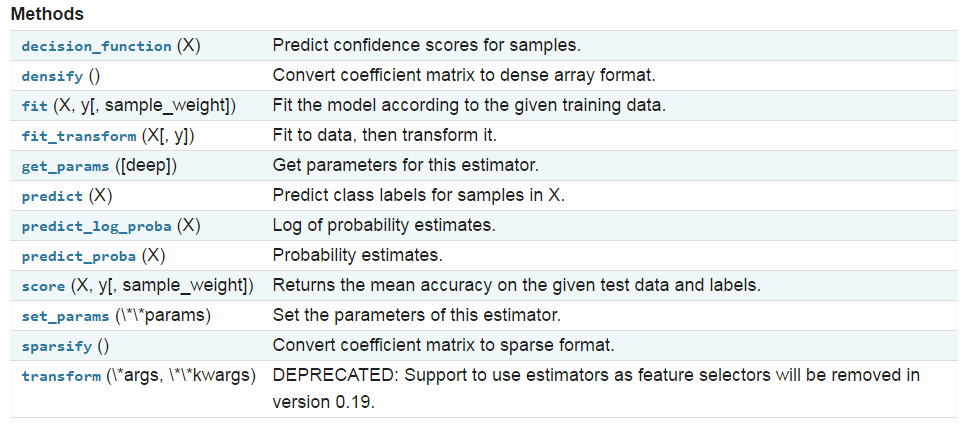 Methods
decision_function (X) Predict confidence scores for samples.
densify () Convert coefficient matrix to dense array format.
fit (X, y[, sample_weight]) Fit the model according to the given training data.
fit_transform (X[, y]) Fit to data, then transform it.
get_params ([deep]) Get parameters for this estimator.
predict (X) Predict class labels for samples in X.
predict_log_proba (X) Log of probability estimates.
predict_proba (X) Probability estimates.
score (X, y[, sample_weight]) Returns the mean accuracy on the given test data and labels.
set_params (\*\*params) Set the parameters of this estimator.
sparsify () Convert coefficient matrix to sparse format.
transform (\*args, \*\*kwargs) DEPRECATED: Support to use estimators as feature selectors will be removed in
version 0.19.